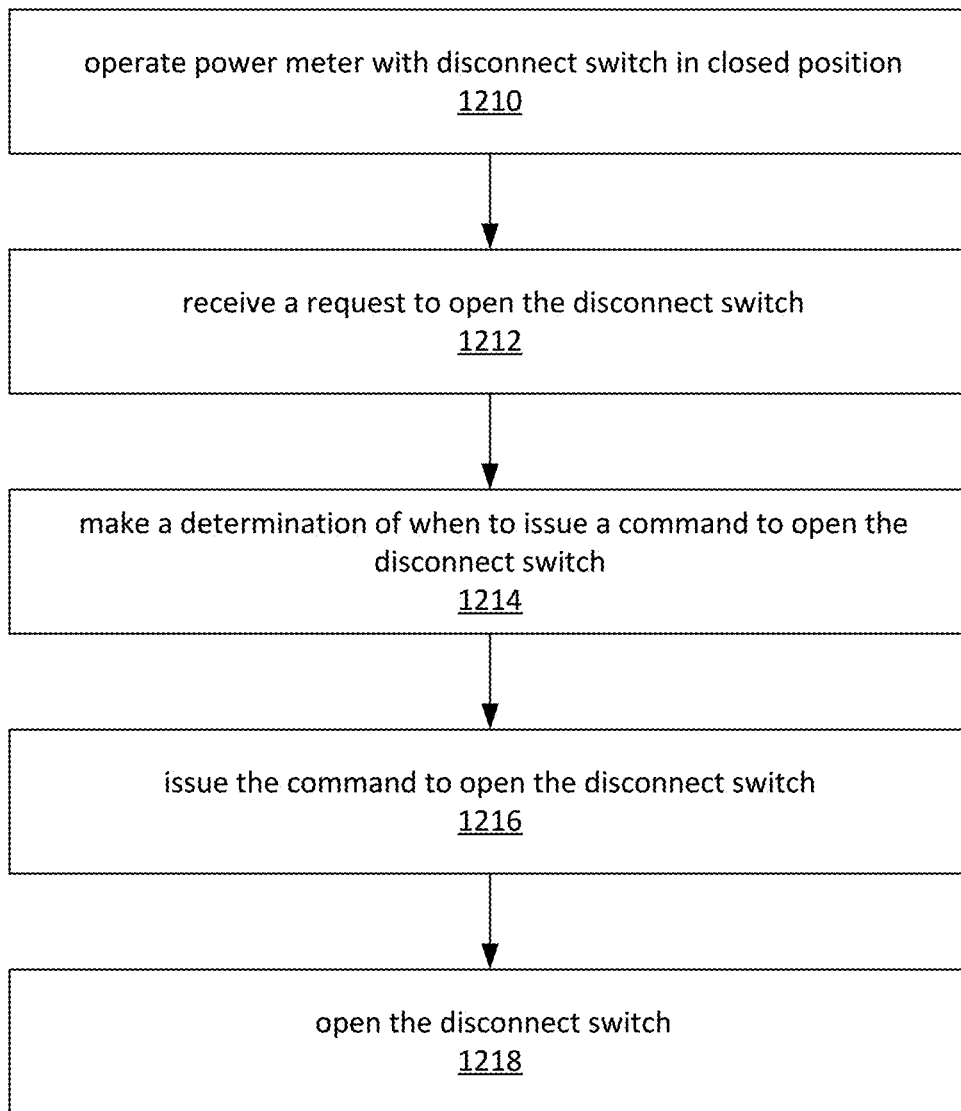 operate power meter with disconnect switch in closed position
1210
receive a request to open the disconnect switch
1212
make a determination of when to issue a command to open the
disconnect switch
1214
issue the command to open the disconnect switch
1216
open the disconnect switch
1218